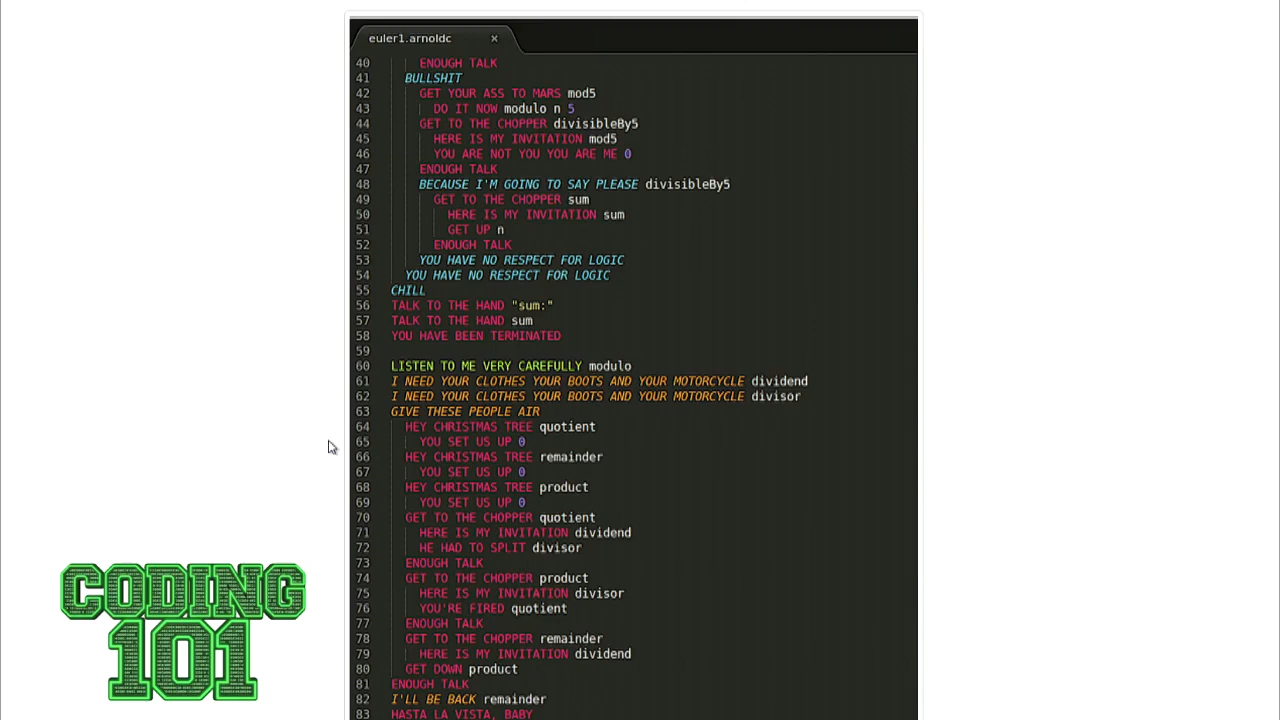 euler1.arnoldc ×
40 ENOUGH TALK
41 BULLSHIT
42 GET YOUR ASS TO MARS mod5
43 DO IT NOW modulo n 5
44 GET TO THE CHOPPER divisibleBy5
45 HERE IS MY INVITATION mod5
46 YOU ARE NOT YOU YOU ARE ME 0
47 ENOUGH TALK
48 BECAUSE I'M GOING TO SAY PLEASE divisibleBy5
49 GET TO THE CHOPPER sum
50 HERE IS MY INVITATION sum
51 GET UP n
52 ENOUGH TALK
53 YOU HAVE NO RESPECT FOR LOGIC
54 YOU HAVE NO RESPECT FOR LOGIC
55 CHILL
56 TALK TO THE HAND "sum:"
57 TALK TO THE HAND sum
58 YOU HAVE BEEN TERMINATED
59
60 LISTEN TO ME VERY CAREFULLY modulo
61 I NEED YOUR CLOTHES YOUR BOOTS AND YOUR MOTORCYCLE dividend
62 I NEED YOUR CLOTHES YOUR BOOTS AND YOUR MOTORCYCLE divisor
63 GIVE THESE PEOPLE AIR
64 HEY CHRISTMAS TREE quotient
65 YOU SET US UP 0
66 HEY CHRISTMAS TREE remainder
67 YOU SET US UP 0
68 HEY CHRISTMAS TREE product
69 YOU SET US UP 0
70 GET TO THE CHOPPER quotient
71 HERE IS MY INVITATION dividend
72 HE HAD TO SPLIT divisor
73 ENOUGH TALK
74 GET TO THE CHOPPER product
75 HERE IS MY INVITATION divisor
76 YOU'RE FIRED quotient
77 ENOUGH TALK
78 GET TO THE CHOPPER remainder
79 HERE IS MY INVITATION dividend
80 GET DOWN product
81 ENOUGH TALK
82 I'LL BE BACK remainder
83 HASTA LA VISTA, BABY
CODING
101